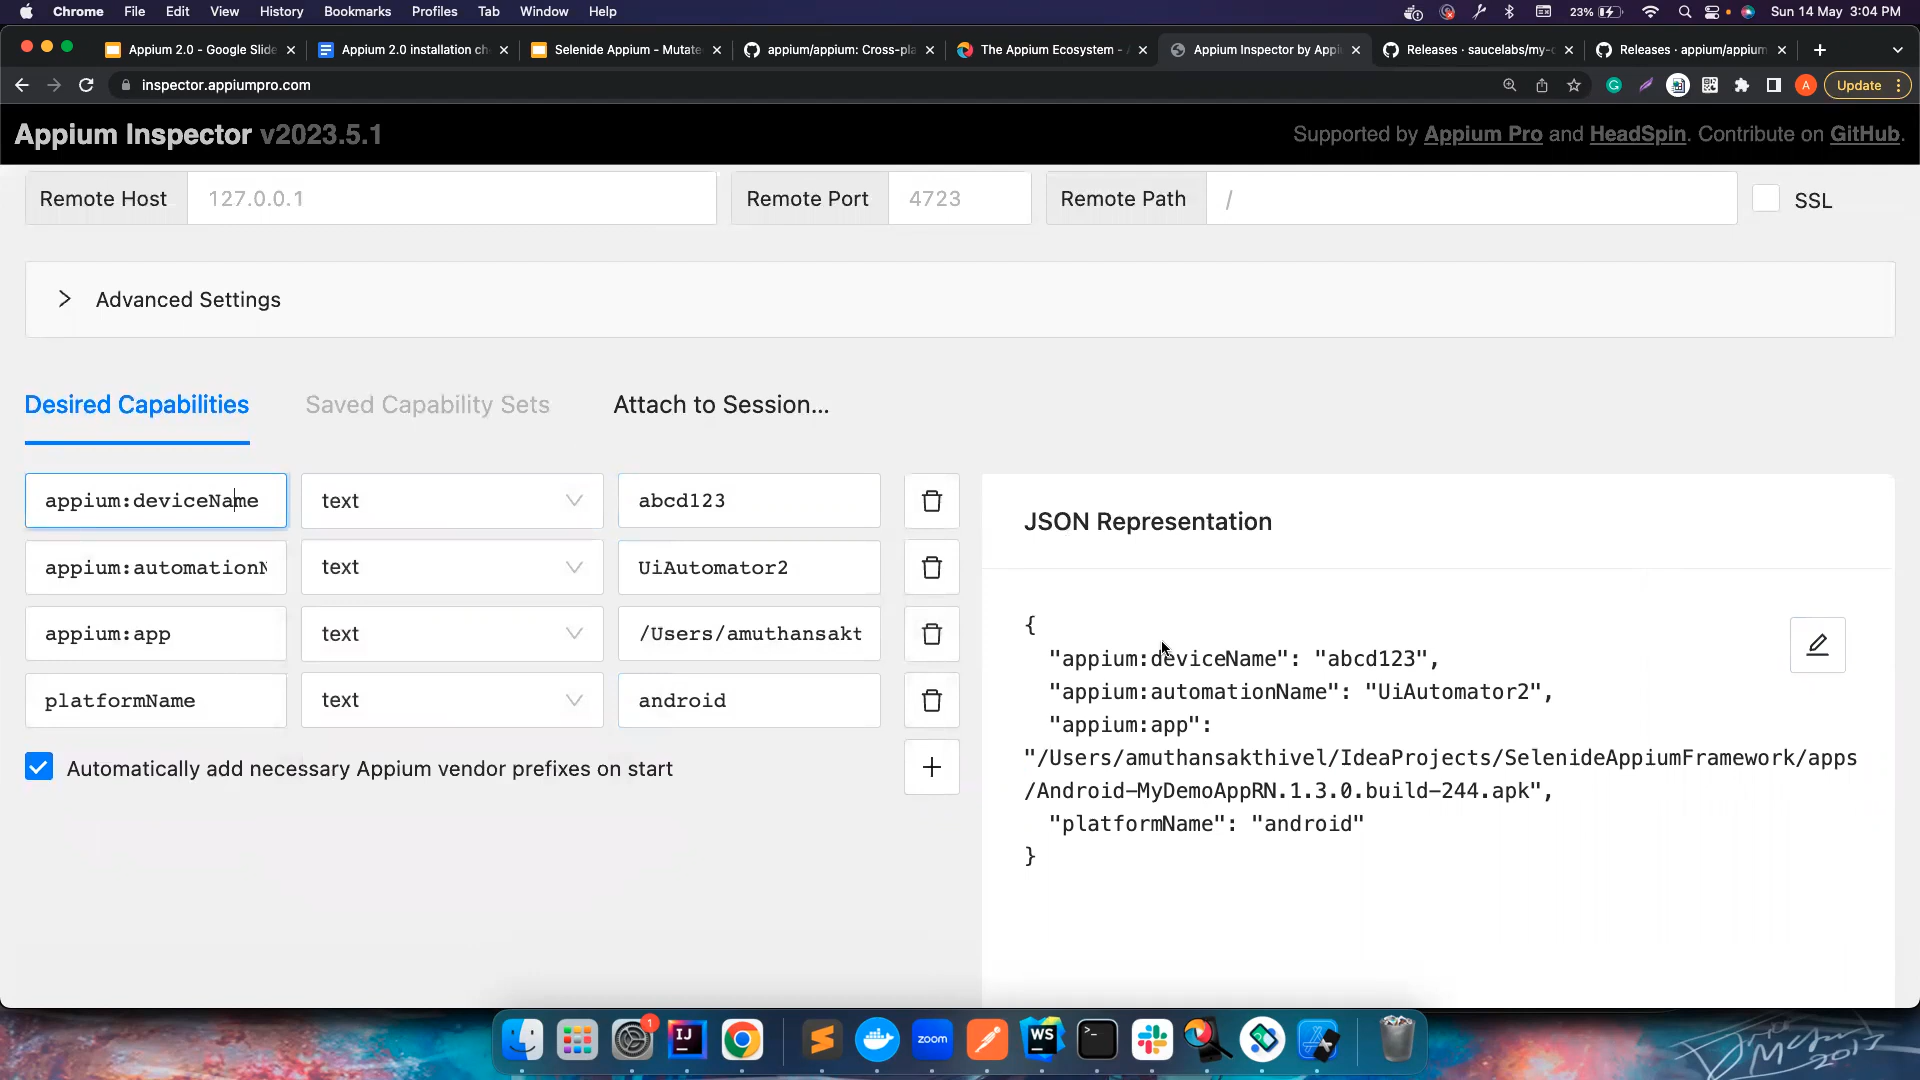 Chrome File Edit View History Bookmarks Profiles Tab Window Help 23% Sun 14 May 3:04 PM
Appium 2.0 - Google Slide Appium 2.0 installation ch Selenide Appium - Mutate appium/appium: Cross-pla The Appium Ecosystem - Appium Inspector by Appi Releases · saucelabs/my- Releases · appium/appium
inspector.appiumpro.com A Update
Appium Inspector v2023.5.1 Supported by Appium Pro and HeadSpin. Contribute on GitHub.
Remote Host 127.0.0.1 Remote Port 4723 Remote Path / SSL
Advanced Settings
Desired Capabilities Saved Capability Sets Attach to Session...
appium:deviceName text abcd123
appium:automationN text UiAutomator2
appium:app text /Users/amuthansakt
platformName text android
Automatically add necessary Appium vendor prefixes on start
JSON Representation
{
"appium:deviceName": "abcd123",
"appium:automationName": "UiAutomator2",
"appium:app":
"/Users/amuthansakthivel/IdeaProjects/SelenideAppiumFramework/apps
/Android-MyDemoAppRN.1.3.0.build-244.apk",
"platformName": "android"
}
1 IJ zoom WS
2017